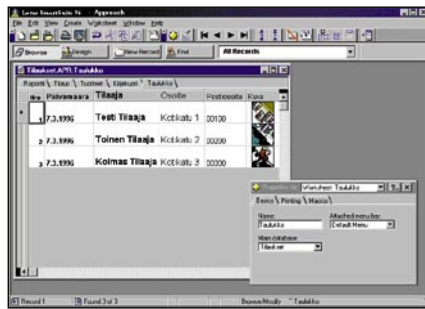 Lotus SmartSuite 96 - Approach
File Edit View Create Worksheet Window Help
Browse Design New Record Find All Records
Tilaukset.APR:Taulukko
Raportti Tilaus Tuotteet Kirjekuori Taulukko
Nro Päivämäärä Tilaaja Osoite Postiosoite Kuva
1 7.3.1996 Testi Tilaaja Kotikatu 1 00100
2 7.3.1996 Toinen Tilaaja Kotikatu 2 00200
3 7.3.1996 Kolmas Tilaaja Kotikatu 3 00300
Properties for: Worksheet: Taulukko
Basics Printing Macros
Name: Attached menu bar:
Taulukko Default Menu
Main database:
Tilaukset
Record 1 Found 3 of 3 Browse/Modify Taulukko